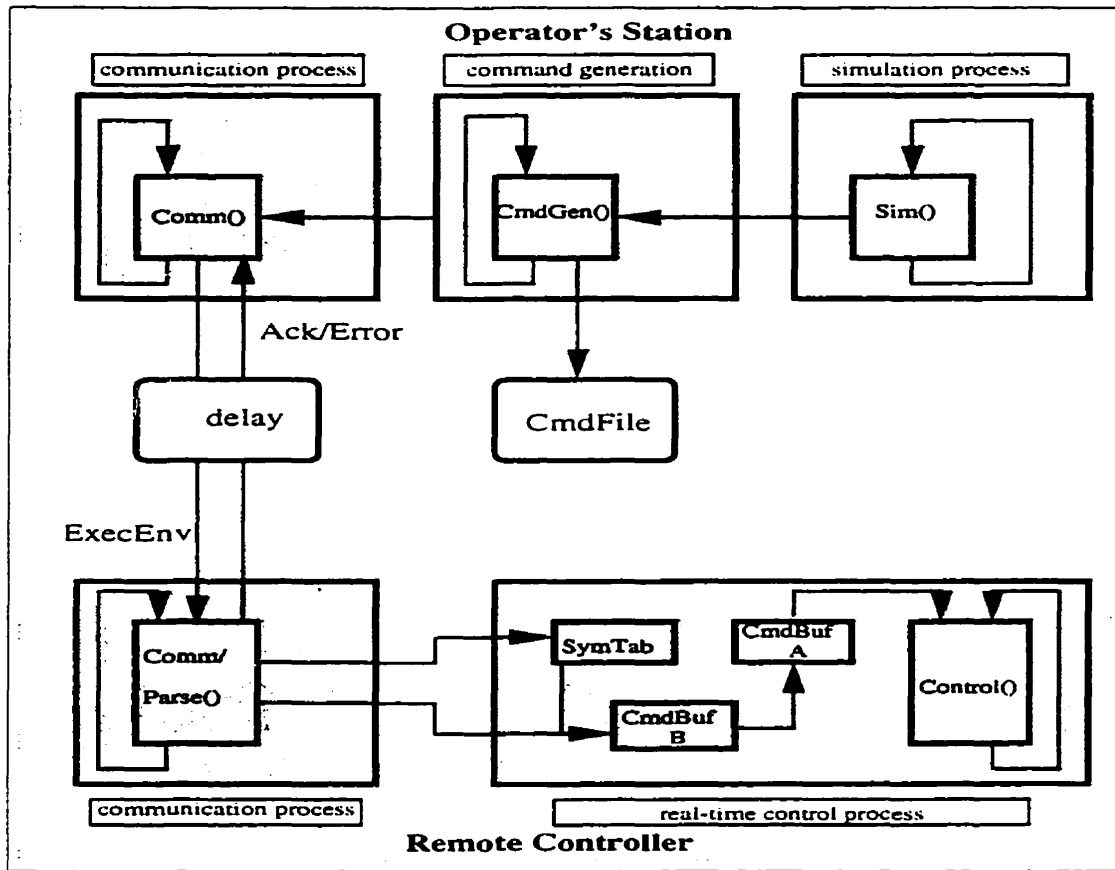 Operator's Station
communication process
command generation
simulation process
Comm()
CmdGen()
Sim()
Ack/Error
delay
CmdFile
ExecEnv
Comm/
Parse()
SymTab
CmdBuf
A
CmdBuf
B
Control()
communication process
real-time control process
Remote Controller